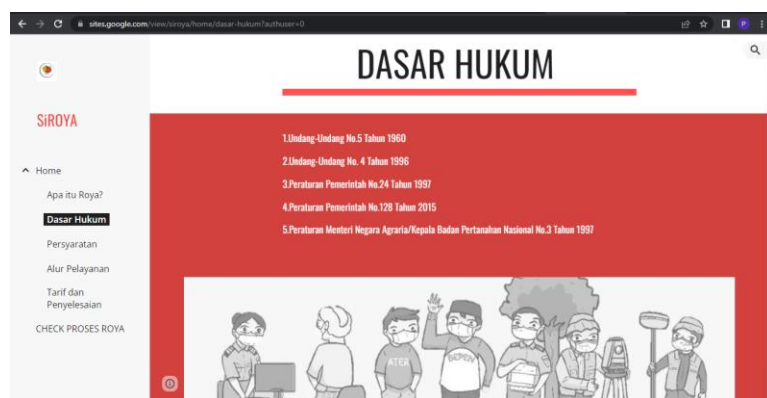 sites.google.com/view/siroya/home/dasar-hukum?authuser=0
P
DASAR HUKUM
SiROYA
Home
Apa itu Roya?
Dasar Hukum
Persyaratan
Alur Pelayanan
Tarif dan
Penyelesaian
CHECK PROSES ROYA
1.Undang-Undang No.5 Tahun 1960
2.Undang-Undang No. 4 Tahun 1996
3.Peraturan Pemerintah No.24 Tahun 1997
4.Peraturan Pemerintah No.128 Tahun 2015
5.Peraturan Menteri Negara Agraria/Kepala Badan Pertanahan Nasional No.3 Tahun 1997
ATER
BEPEN